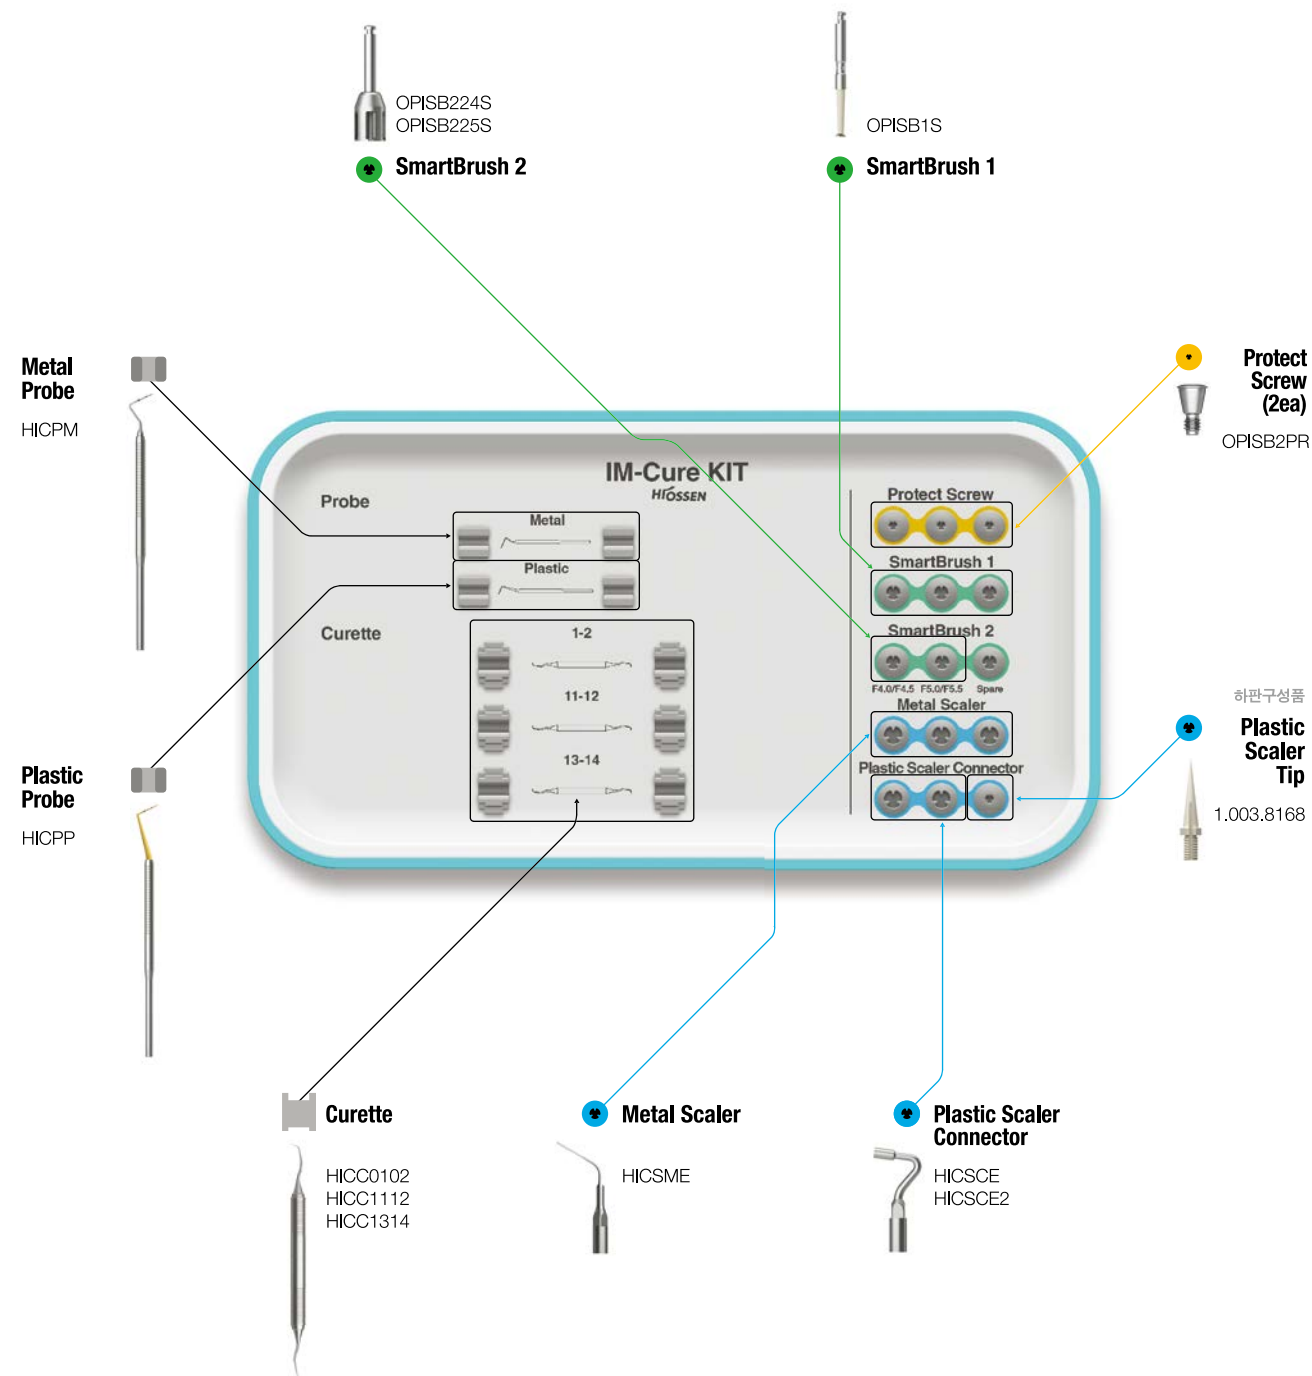 OPISB224S
OPISB225S
SmartBrush 2
OPISB1S
SmartBrush 1
Metal
Probe
HICPM
Protect
Screw
(2ea)
OPISB2PR
IM-Cure KIT
HIOSSEN
Probe
Metal
Plastic
Curette
1-2
11-12
13-14
Protect Screw
SmartBrush 1
SmartBrush 2
F4.0/F4.5 F5.0/F5.5 Spare
Metal Scaler
Plastic Scaler Connector
하판구성품
Plastic
Scaler
Tip
1.003.8168
Plastic
Probe
HICPP
Curette
HICC0102
HICC1112
HICC1314
Metal Scaler
HICSME
Plastic Scaler
Connector
HICSCE
HICSCE2